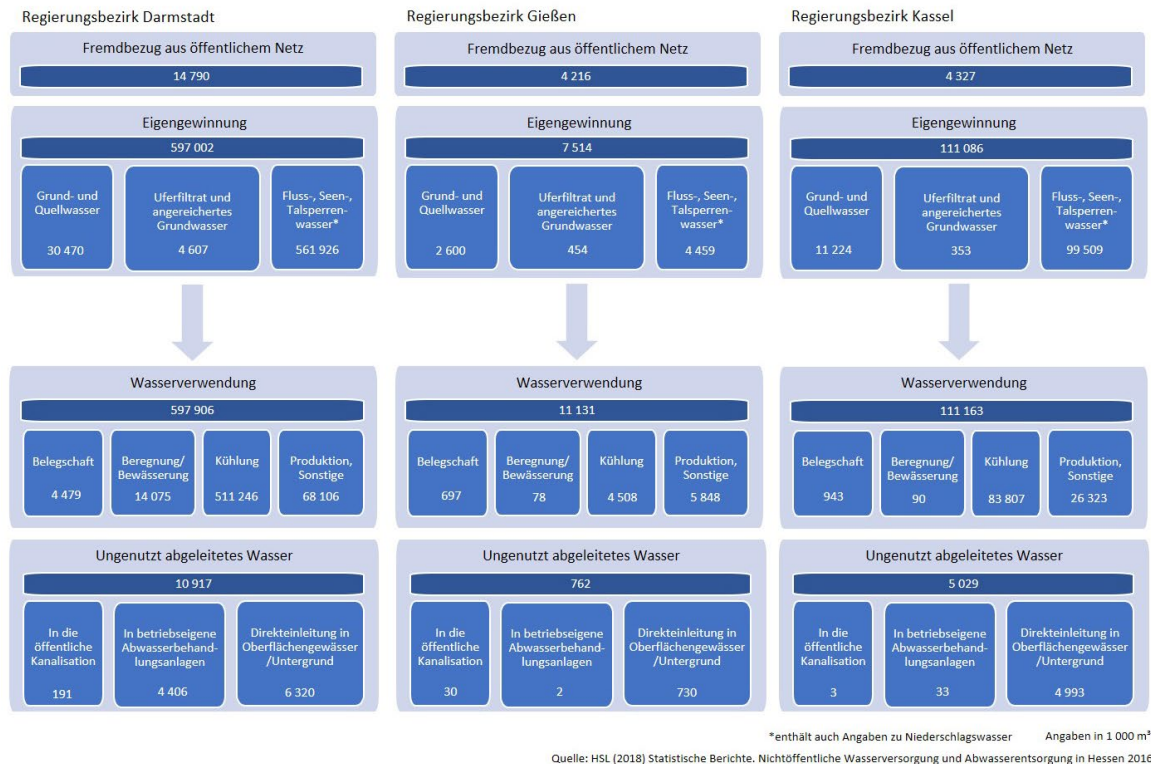 Regierungsbezirk Darmstadt
Fremdbezug aus öffentlichem Netz
14 790
Eigengewinnung
597 002
Grund- und
Quellwasser
30 470
Uferfiltrat und
angereichertes
Grundwasser
4 607
Fluss-, Seen-,
Talsperren-
wasser*
561 926
Wasserverwendung
597 906
Belegschaft
4 479
Beregnung/
Bewässerung
14 075
Kühlung
511 246
Produktion,
Sonstige
68 106
Ungenutzt abgeleitetes Wasser
10 917
In die
öffentliche
Kanalisation
191
In betriebseigene
Abwasserbehand-
lungsanlagen
4 406
Direkteinleitung in
Oberflächengewässer
/Untergrund
6 320
Regierungsbezirk Gießen
Fremdbezug aus öffentlichem Netz
4 216
Eigengewinnung
7 514
Grund- und
Quellwasser
2 600
Uferfiltrat und
angereichertes
Grundwasser
454
Fluss-, Seen-,
Talsperren-
wasser*
4 459
Wasserverwendung
11 131
Belegschaft
697
Beregnung/
Bewässerung
78
Kühlung
4 508
Produktion,
Sonstige
5 848
Ungenutzt abgeleitetes Wasser
762
In die
öffentliche
Kanalisation
30
In betriebseigene
Abwasserbehand-
lungsanlagen
2
Direkteinleitung in
Oberflächengewässer
/Untergrund
730
Regierungsbezirk Kassel
Fremdbezug aus öffentlichem Netz
4 327
Eigengewinnung
111 086
Grund- und
Quellwasser
11 224
Uferfiltrat und
angereichertes
Grundwasser
353
Fluss-, Seen-,
Talsperren-
wasser*
99 509
Wasserverwendung
111 163
Belegschaft
943
Beregnung/
Bewässerung
90
Kühlung
83 807
Produktion,
Sonstige
26 323
Ungenutzt abgeleitetes Wasser
5 029
In die
öffentliche
Kanalisation
3
In betriebseigene
Abwasserbehand-
lungsanlagen
33
Direkteinleitung in
Oberflächengewässer
/Untergrund
4 993
*enthält auch Angaben zu Niederschlagswasser Angaben in 1 000 m³
Quelle: HSL (2018) Statistische Berichte. Nichtöffentliche Wasserversorgung und Abwasserentsorgung in Hessen 2016